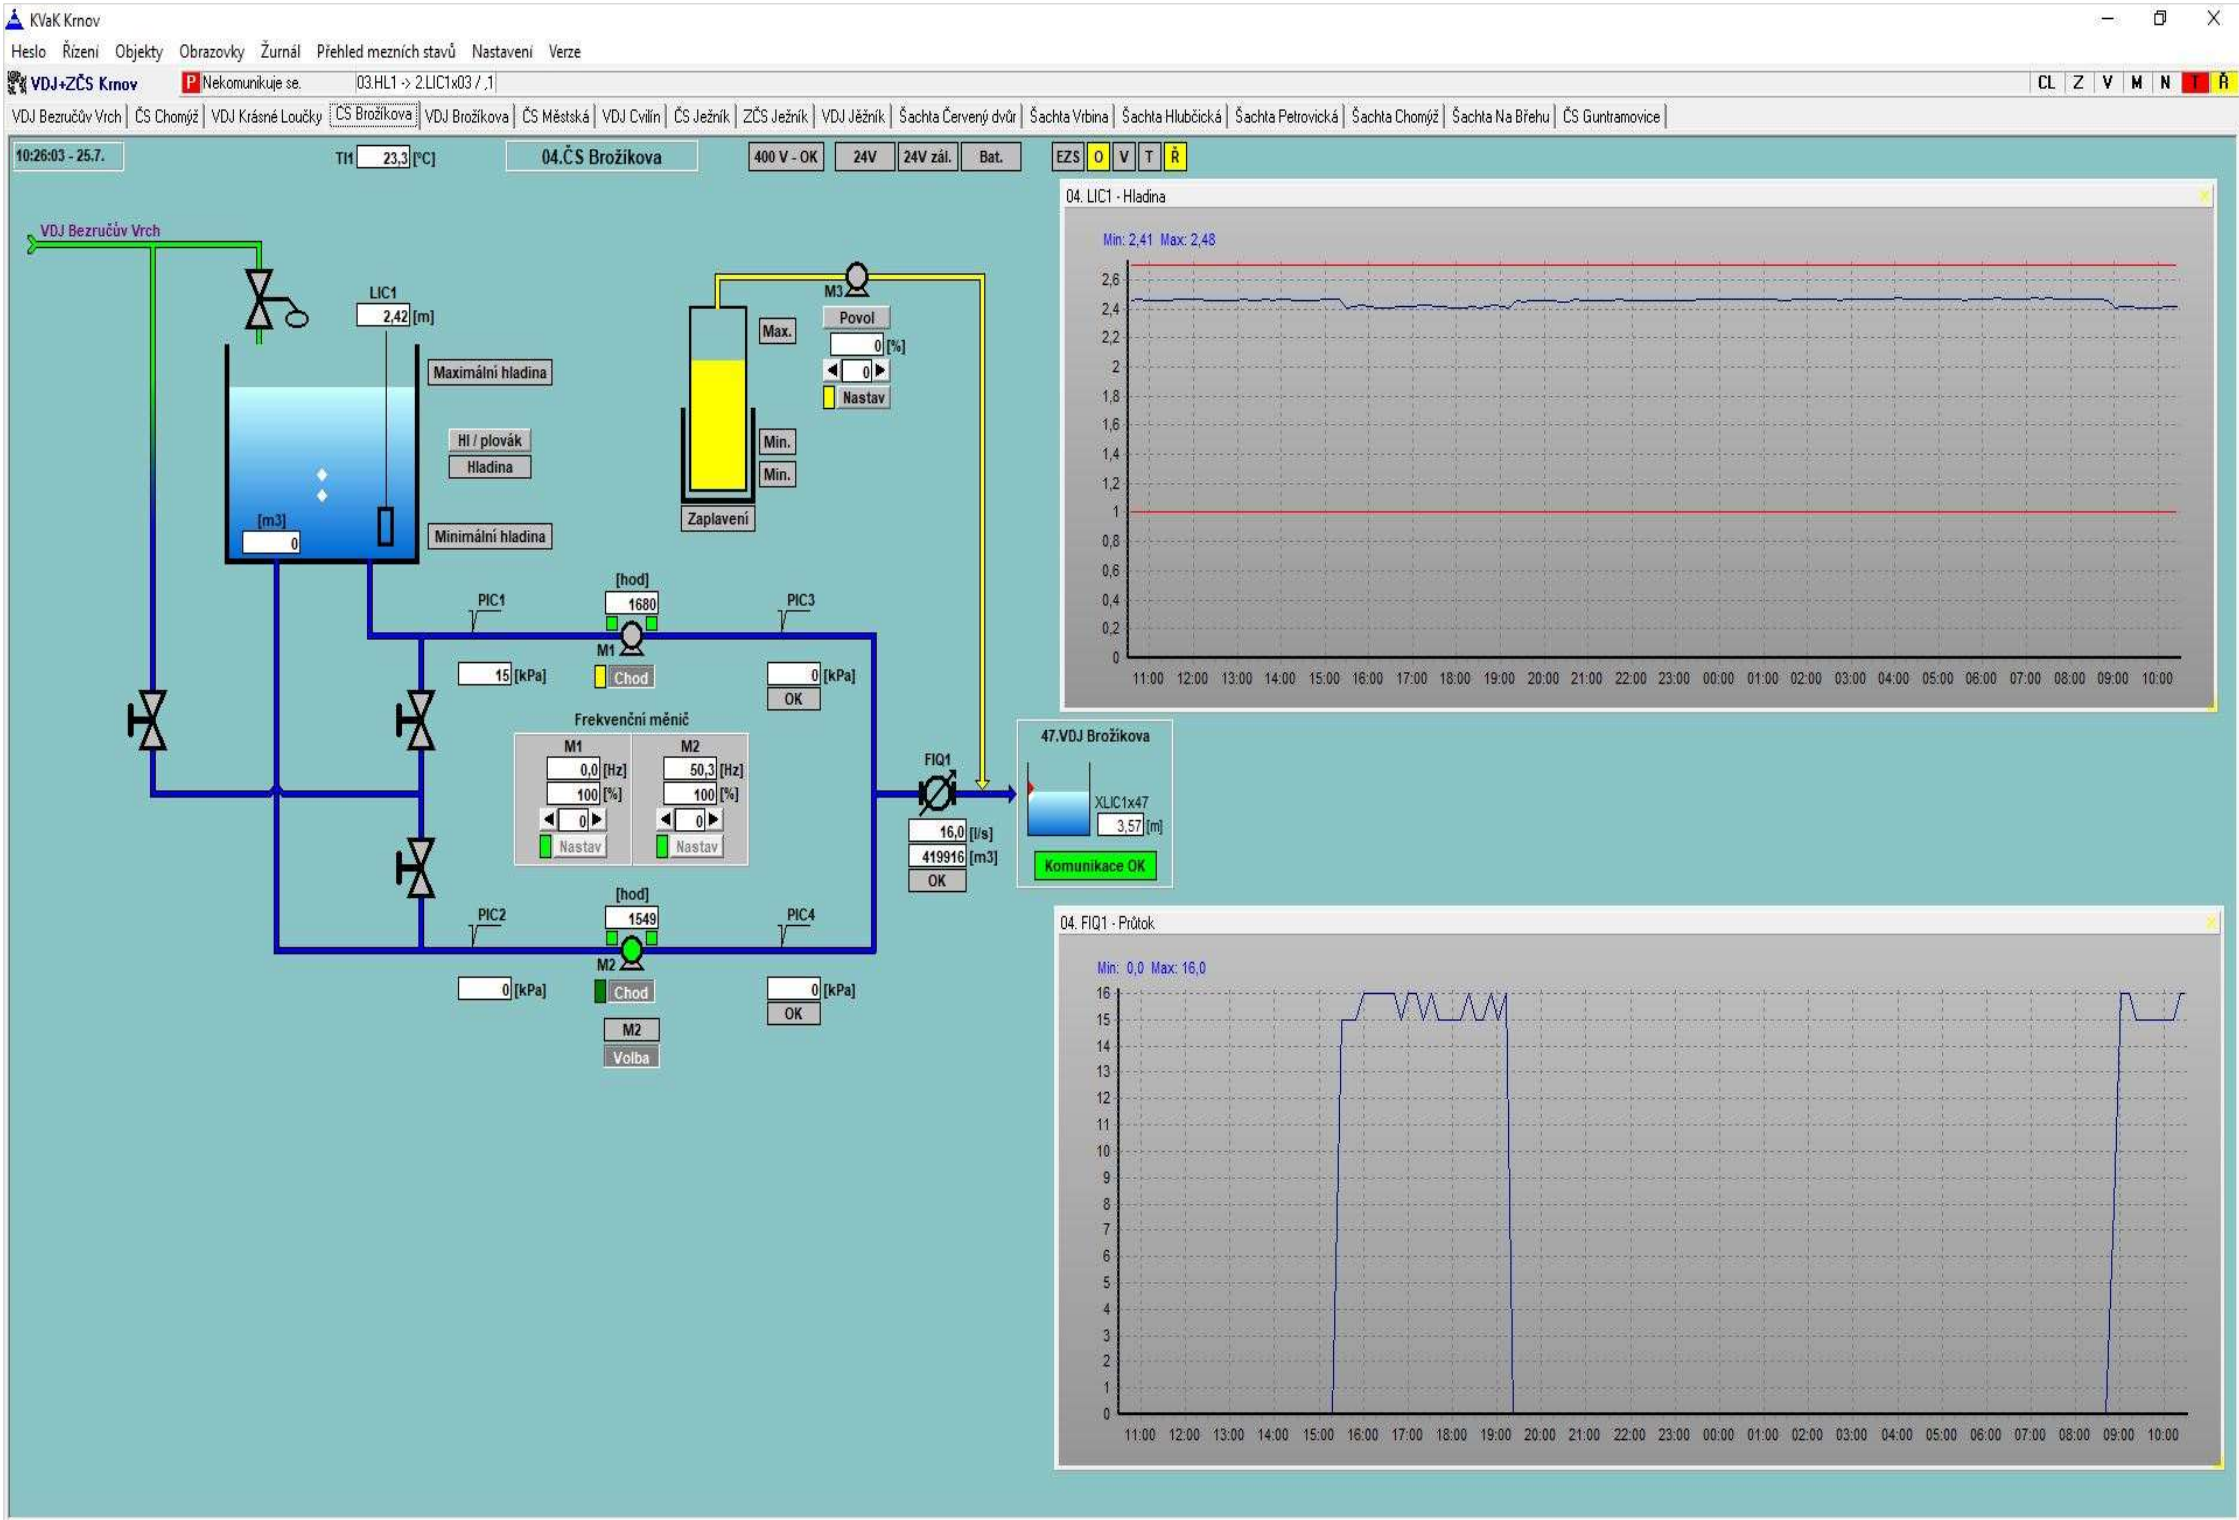 KVaK Krnov
Heslo Řízení Objekty Obrazovky Žurnál Přehled mezních stavů Nastavení Verze
VDJ+ZČS Krnov P Nekomunikuje se. 03.HL1 -> 2.LIC1x03 / ,1 CL Z V M N T Ř
VDJ Bezručův Vrch ČS Chomýž VDJ Krásné Loučky ČS Brožíkova VDJ Brožíkova ČS Městská VDJ Cvilín ČS Ježník ZČS Ježník VDJ Jěžník Šachta Červený dvůr Šachta Vrbina Šachta Hlubčická Šachta Petrovická Šachta Chomýž Šachta Na Břehu ČS Guntramovice
10:26:03 - 25.7. TI1 23,3 [°C] 04.ČS Brožíkova 400 V - OK 24V 24V zál. Bat. EZS O V T Ř
VDJ Bezručův Vrch
LIC1
2,42 [m]
Maximální hladina
Hl / plovák
Hladina
Minimální hladina
[m3]
0
M3
Povol
0 [%]
0
Nastav
Max.
Min.
Min.
Zaplavení
PIC1
15 [kPa]
[hod]
1680
M1
Chod
PIC3
0 [kPa]
OK
Frekvenční měnič
M1 M2
0,0 [Hz] 50,3 [Hz]
100 [%] 100 [%]
0 0
Nastav Nastav
[hod]
1549
PIC2
0 [kPa]
M2
Chod
M2
Volba
PIC4
0 [kPa]
OK
FIQ1
16,0 [l/s]
419916 [m3]
OK
47.VDJ Brožíkova
XLIC1x47
3,57 [m]
Komunikace OK
04. LIC1 - Hladina
Min: 2,41 Max: 2,48
2,6
2,4
2,2
2
1,8
1,6
1,4
1,2
1
0,8
0,6
0,4
0,2
0
11:00 12:00 13:00 14:00 15:00 16:00 17:00 18:00 19:00 20:00 21:00 22:00 23:00 00:00 01:00 02:00 03:00 04:00 05:00 06:00 07:00 08:00 09:00 10:00
04. FIQ1 - Průtok
Min: 0,0 Max: 16,0
16
15
14
13
12
11
10
9
8
7
6
5
4
3
2
1
0
11:00 12:00 13:00 14:00 15:00 16:00 17:00 18:00 19:00 20:00 21:00 22:00 23:00 00:00 01:00 02:00 03:00 04:00 05:00 06:00 07:00 08:00 09:00 10:00